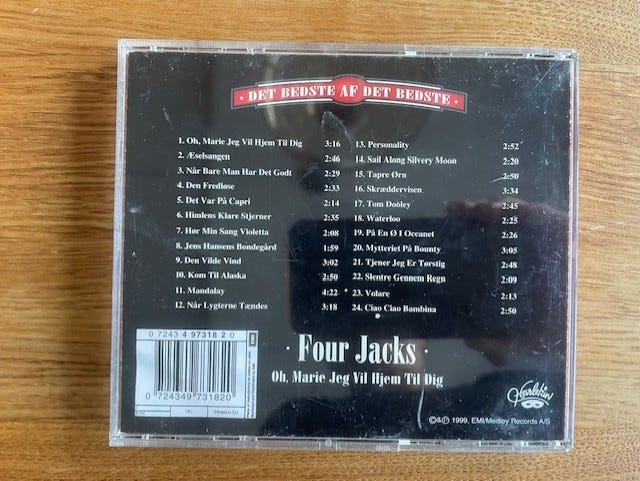 · DET BEDSTE AF DET BEDSTE ·
1. Oh, Marie Jeg Vil Hjem Til Dig 3:16
2. Æselsangen 2:46
3. Når Bare Man Har Det Godt 2:29
4. Den Fredløse 2:33
5. Det Var På Capri 2:14
6. Himlens Klare Stjerner 2:35
7. Hør Min Sang Violetta 2:08
8. Jens Hansens Bondegård 1:59
9. Den Vilde Vind 3:02
10. Kom Til Alaska 2:50
11. Mandalay 4:22
12. Når Lygterne Tændes 3:18
13. Personality 2:52
14. Sail Along Silvery Moon 2:20
15. Tapre Ørn 2:50
16. Skræddervisen 3:34
17. Tom Dooley 2:45
18. Waterloo 2:25
19. På En Ø I Oceanet 2:26
20. Mytteriet På Bounty 3:05
21. Tjener Jeg Er Tørstig 2:48
22. Slentre Gennem Regn 2:09
23. Volare 2:13
24. Ciao Ciao Bambina 2:50
0 7243 4 97318 2 0
0 724349 731820
UK
Printed in EU
· Four Jacks ·
Oh, Marie Jeg Vil Hjem Til Dig
Harlekin
©&℗ 1999, EMI/Medley Records A/S